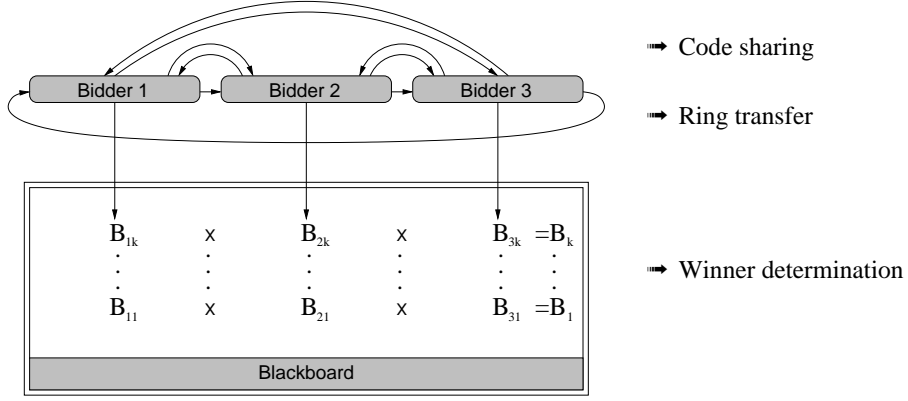 ➟ Code sharing
Bidder 1 Bidder 2 Bidder 3
➟ Ring transfer
B1k x B2k x B3k =Bk
. . . . .
. . . . .
. . . . .
B11 x B21 x B31 =B1
➟ Winner determination
Blackboard